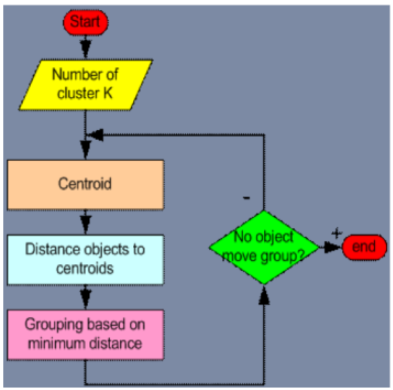 Start
Number of
cluster K
Centroid
Distance objects to
centroids
Grouping based on
minimum distance
-
No object
move group?
+
end